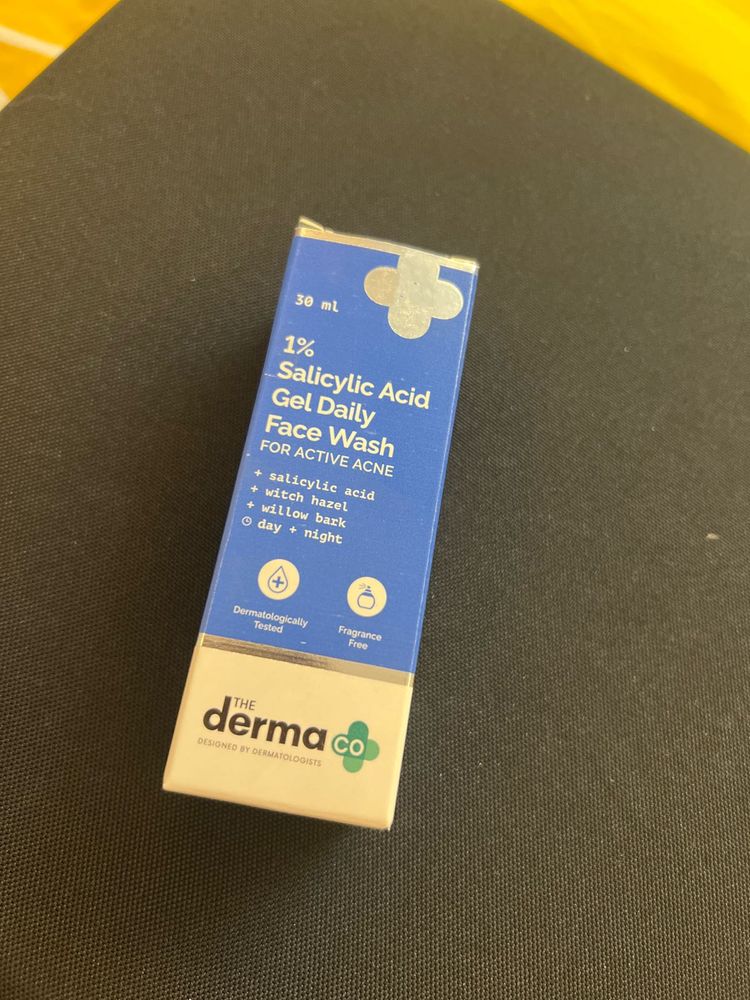 30 ml
1%
Salicylic Acid
Gel Daily
Face Wash
FOR ACTIVE ACNE
+ salicylic acid
+ witch hazel
+ willow bark
day + night
Dermatologically
Tested
Fragrance
Free
THE
derma co
DESIGNED BY DERMATOLOGISTS